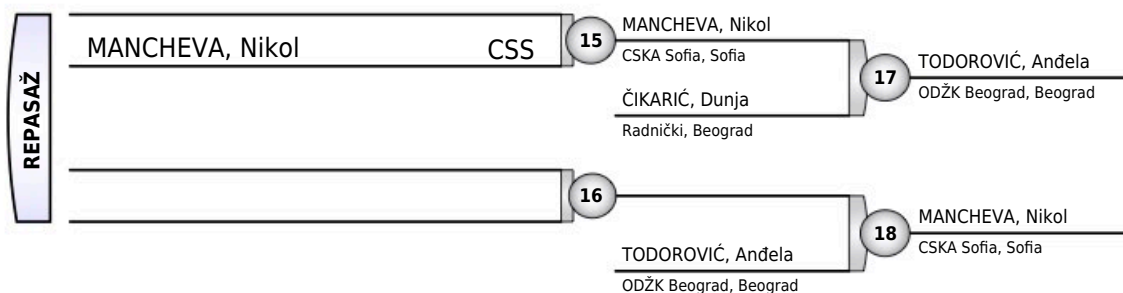 REPASAŽ
MANCHEVA, Nikol CSS
15
MANCHEVA, Nikol
CSKA Sofia, Sofia
ČIKARIĆ, Dunja
Radnički, Beograd
17
TODOROVIĆ, Anđela
ODŽK Beograd, Beograd
16
TODOROVIĆ, Anđela
ODŽK Beograd, Beograd
18
MANCHEVA, Nikol
CSKA Sofia, Sofia